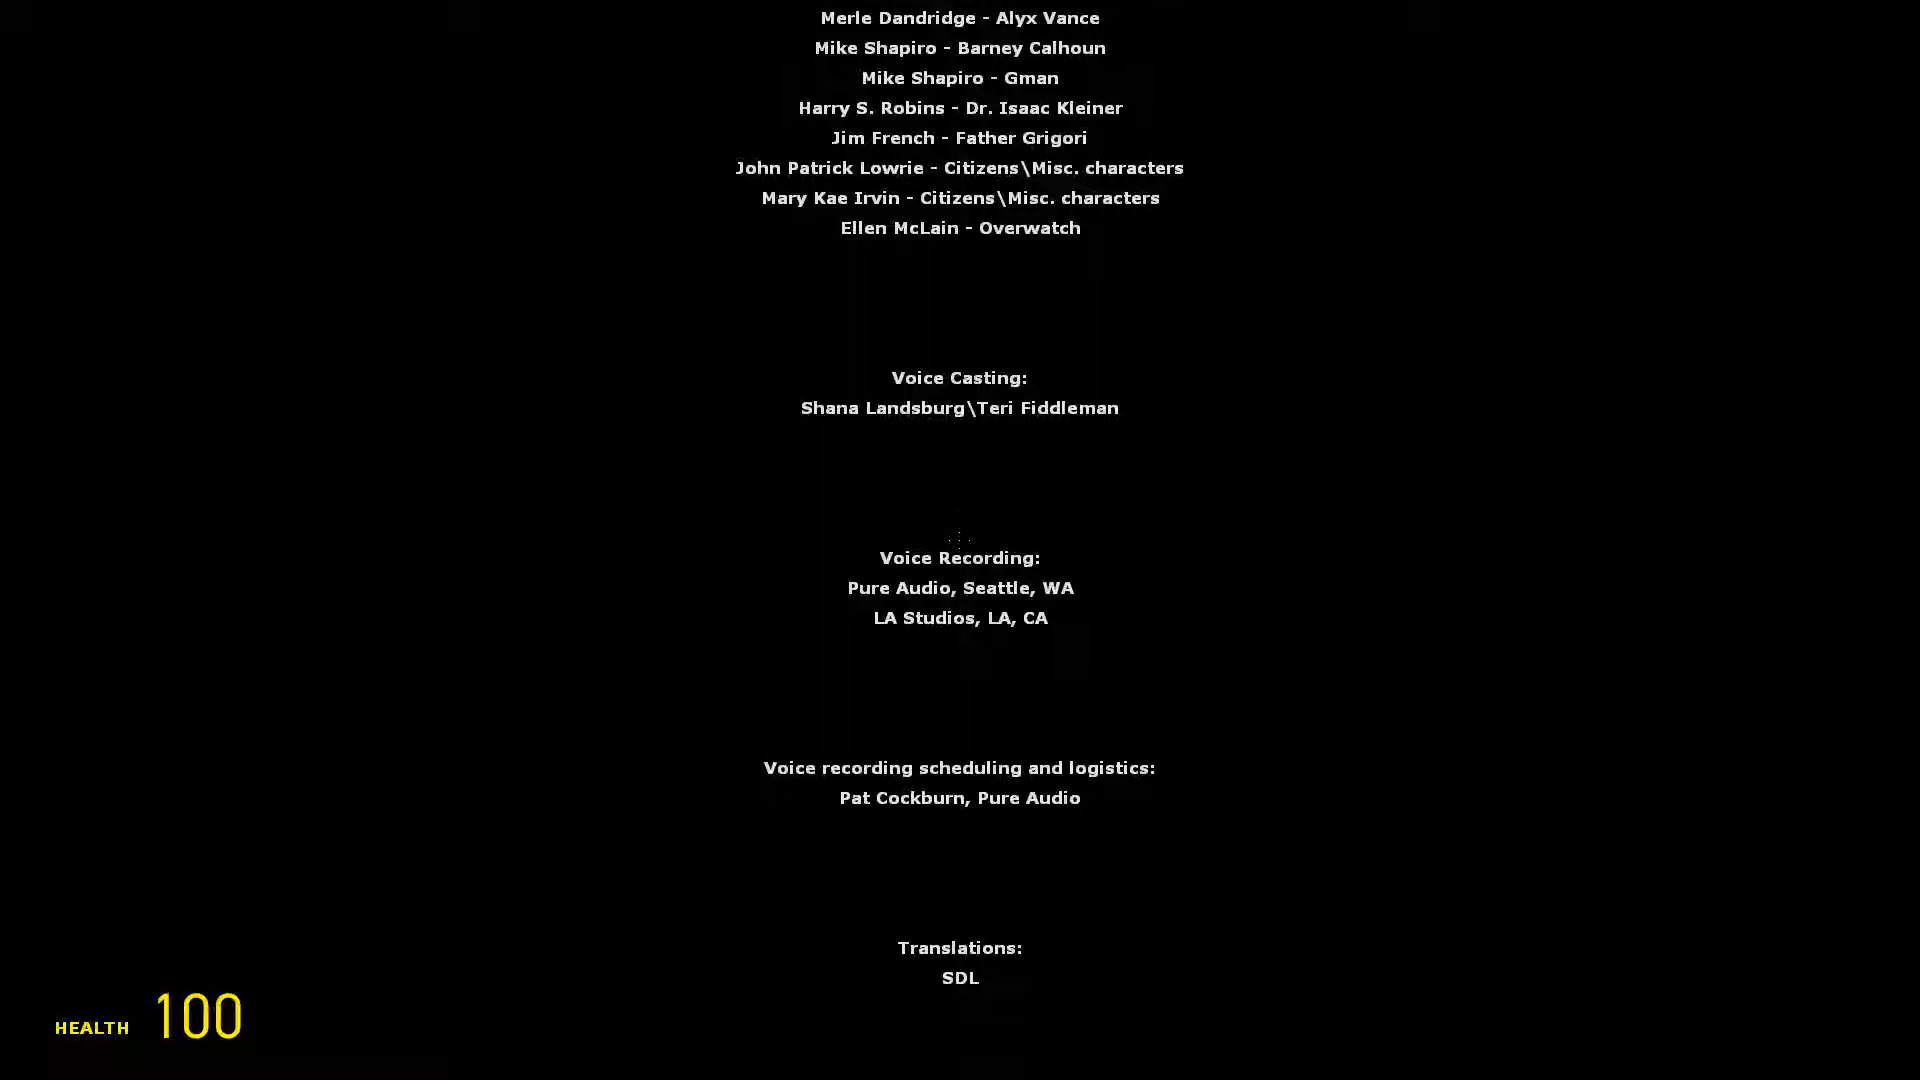 Merle Dandridge - Alyx Vance
Mike Shapiro - Barney Calhoun
Mike Shapiro - Gman
Harry S. Robins - Dr. Isaac Kleiner
Jim French - Father Grigori
John Patrick Lowrie - Citizens\Misc. characters
Mary Kae Irvin - Citizens\Misc. characters
Ellen McLain - Overwatch
Voice Casting:
Shana Landsburg\Teri Fiddleman
Voice Recording:
Pure Audio, Seattle, WA
LA Studios, LA, CA
Voice recording scheduling and logistics:
Pat Cockburn, Pure Audio
Translations:
SDL
HEALTH 100